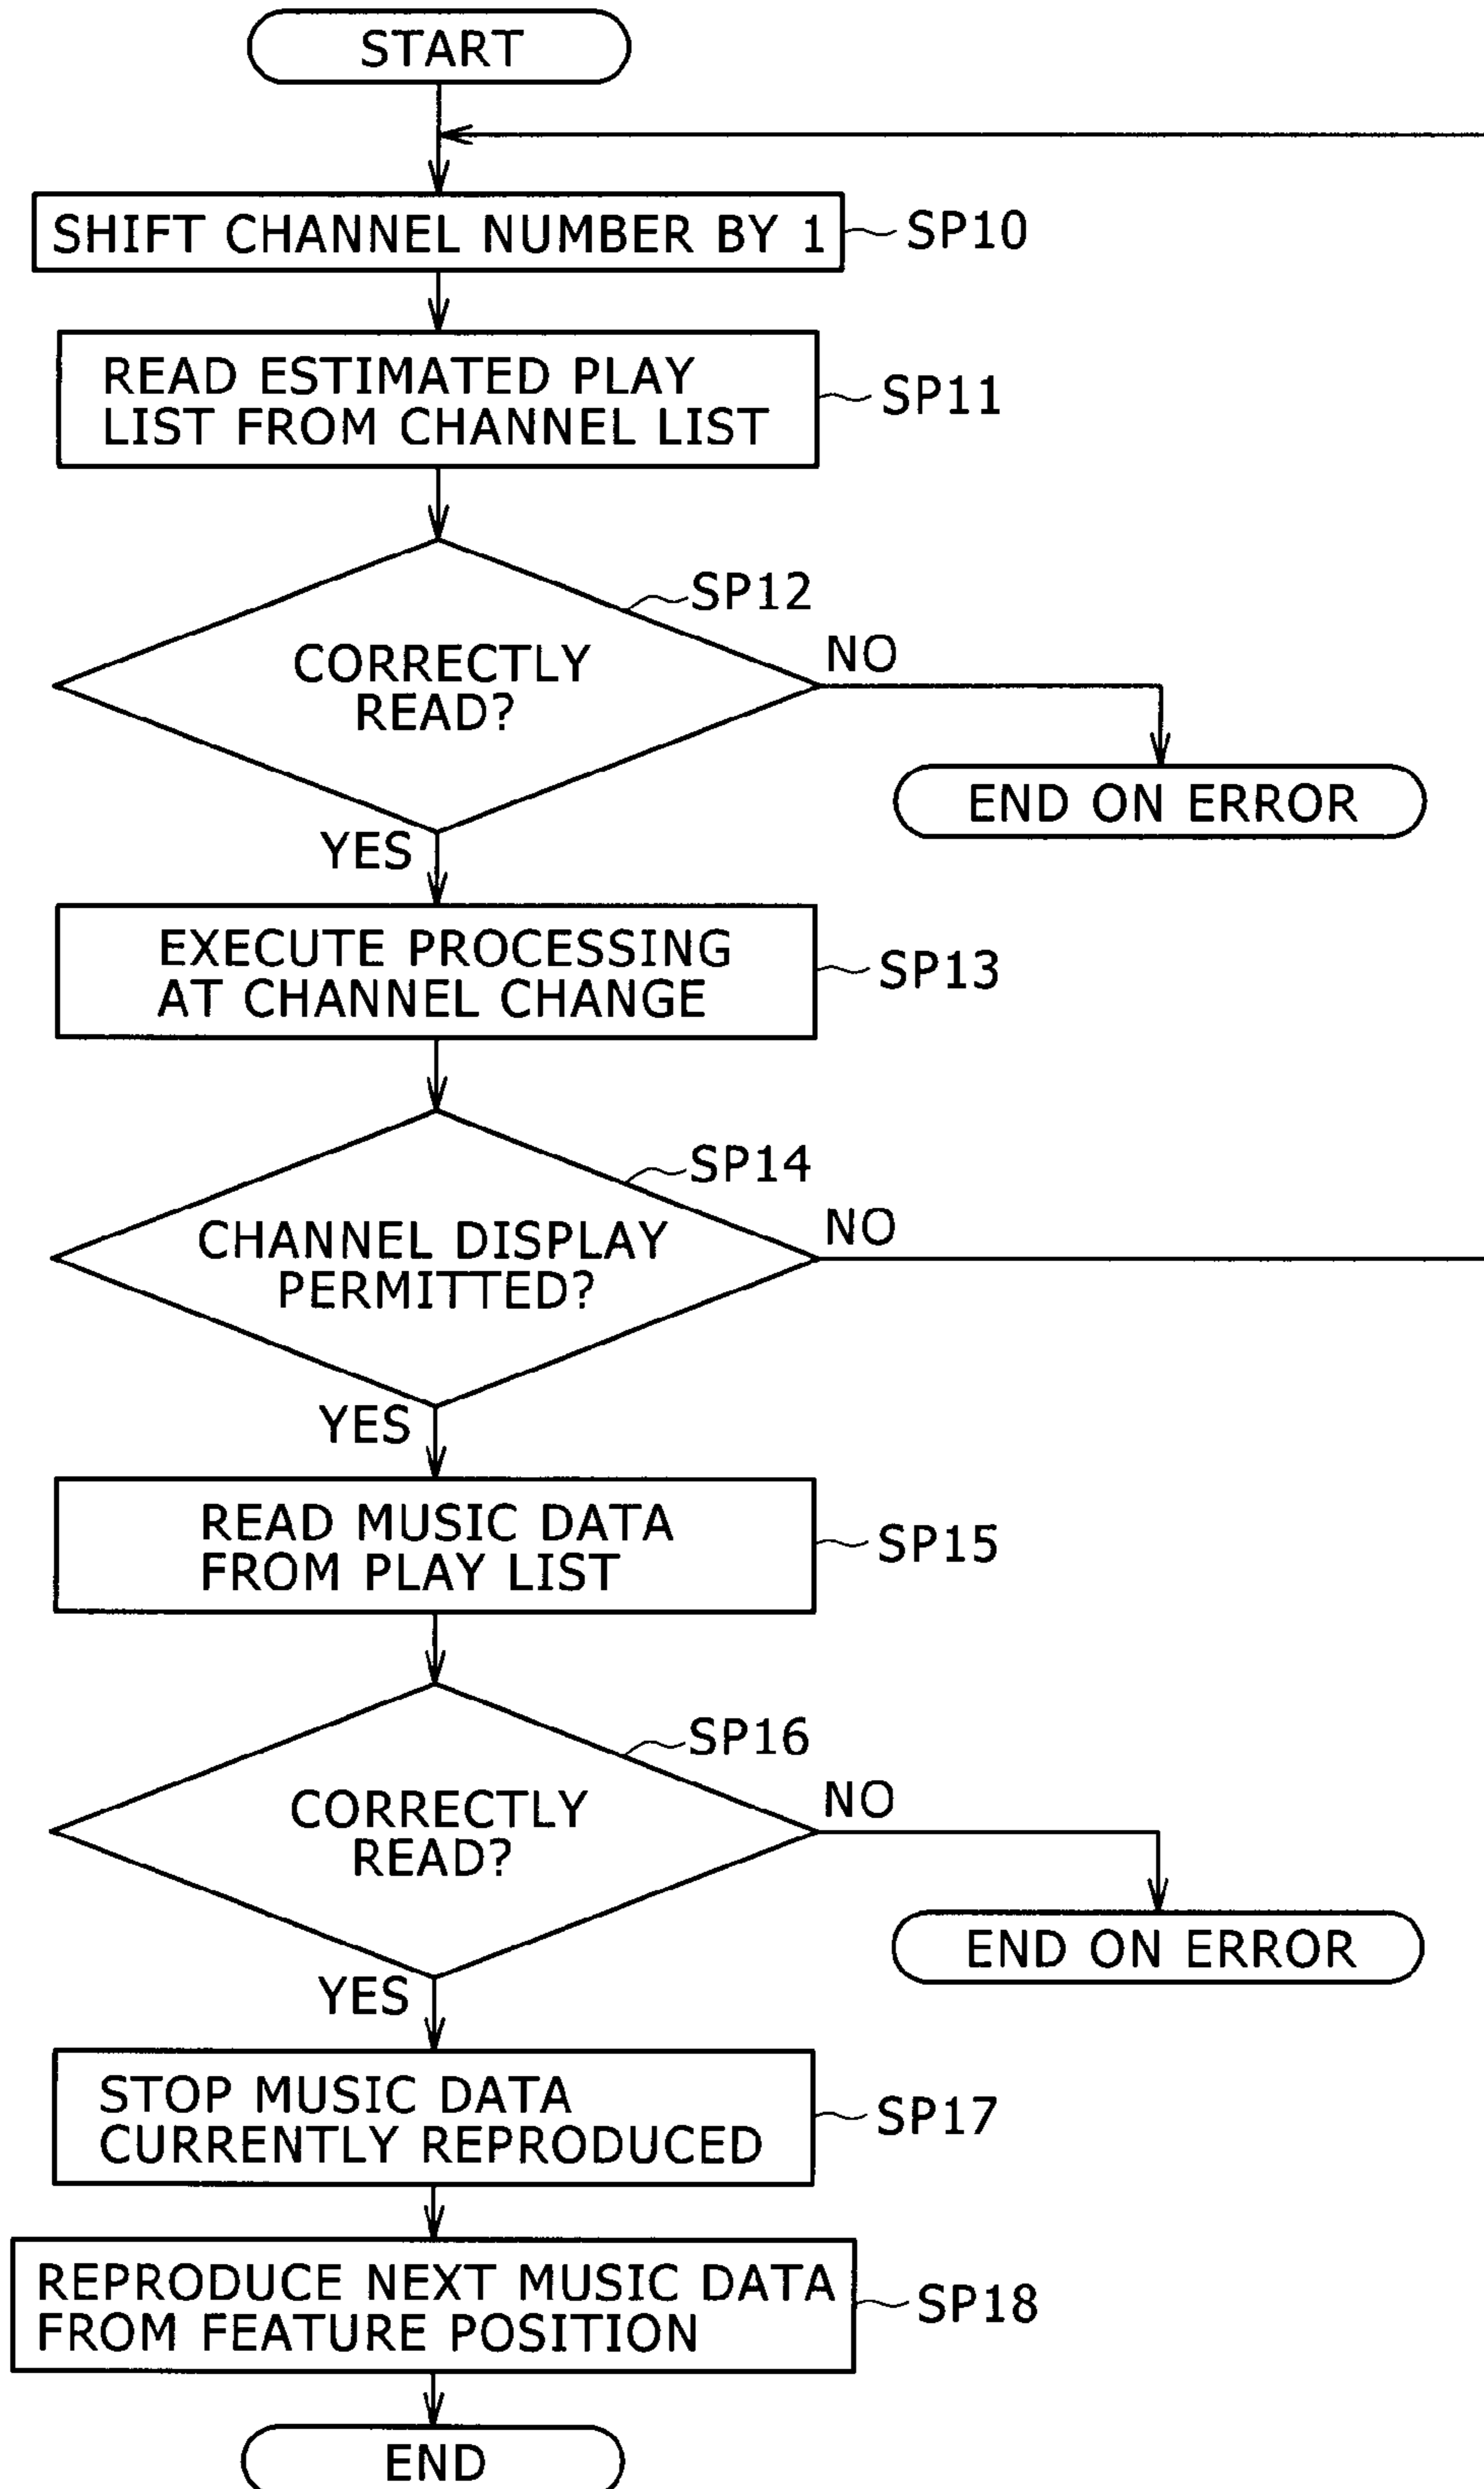 START
SHIFT CHANNEL NUMBER BY 1
SP10
READ ESTIMATED PLAY
LIST FROM CHANNEL LIST
SP11
SP12
CORRECTLY
READ?
NO
END ON ERROR
YES
EXECUTE PROCESSING
AT CHANNEL CHANGE
SP13
SP14
CHANNEL DISPLAY
PERMITTED?
NO
YES
READ MUSIC DATA
FROM PLAY LIST
SP15
SP16
CORRECTLY
READ?
NO
END ON ERROR
YES
STOP MUSIC DATA
CURRENTLY REPRODUCED
SP17
REPRODUCE NEXT MUSIC DATA
FROM FEATURE POSITION
SP18
END